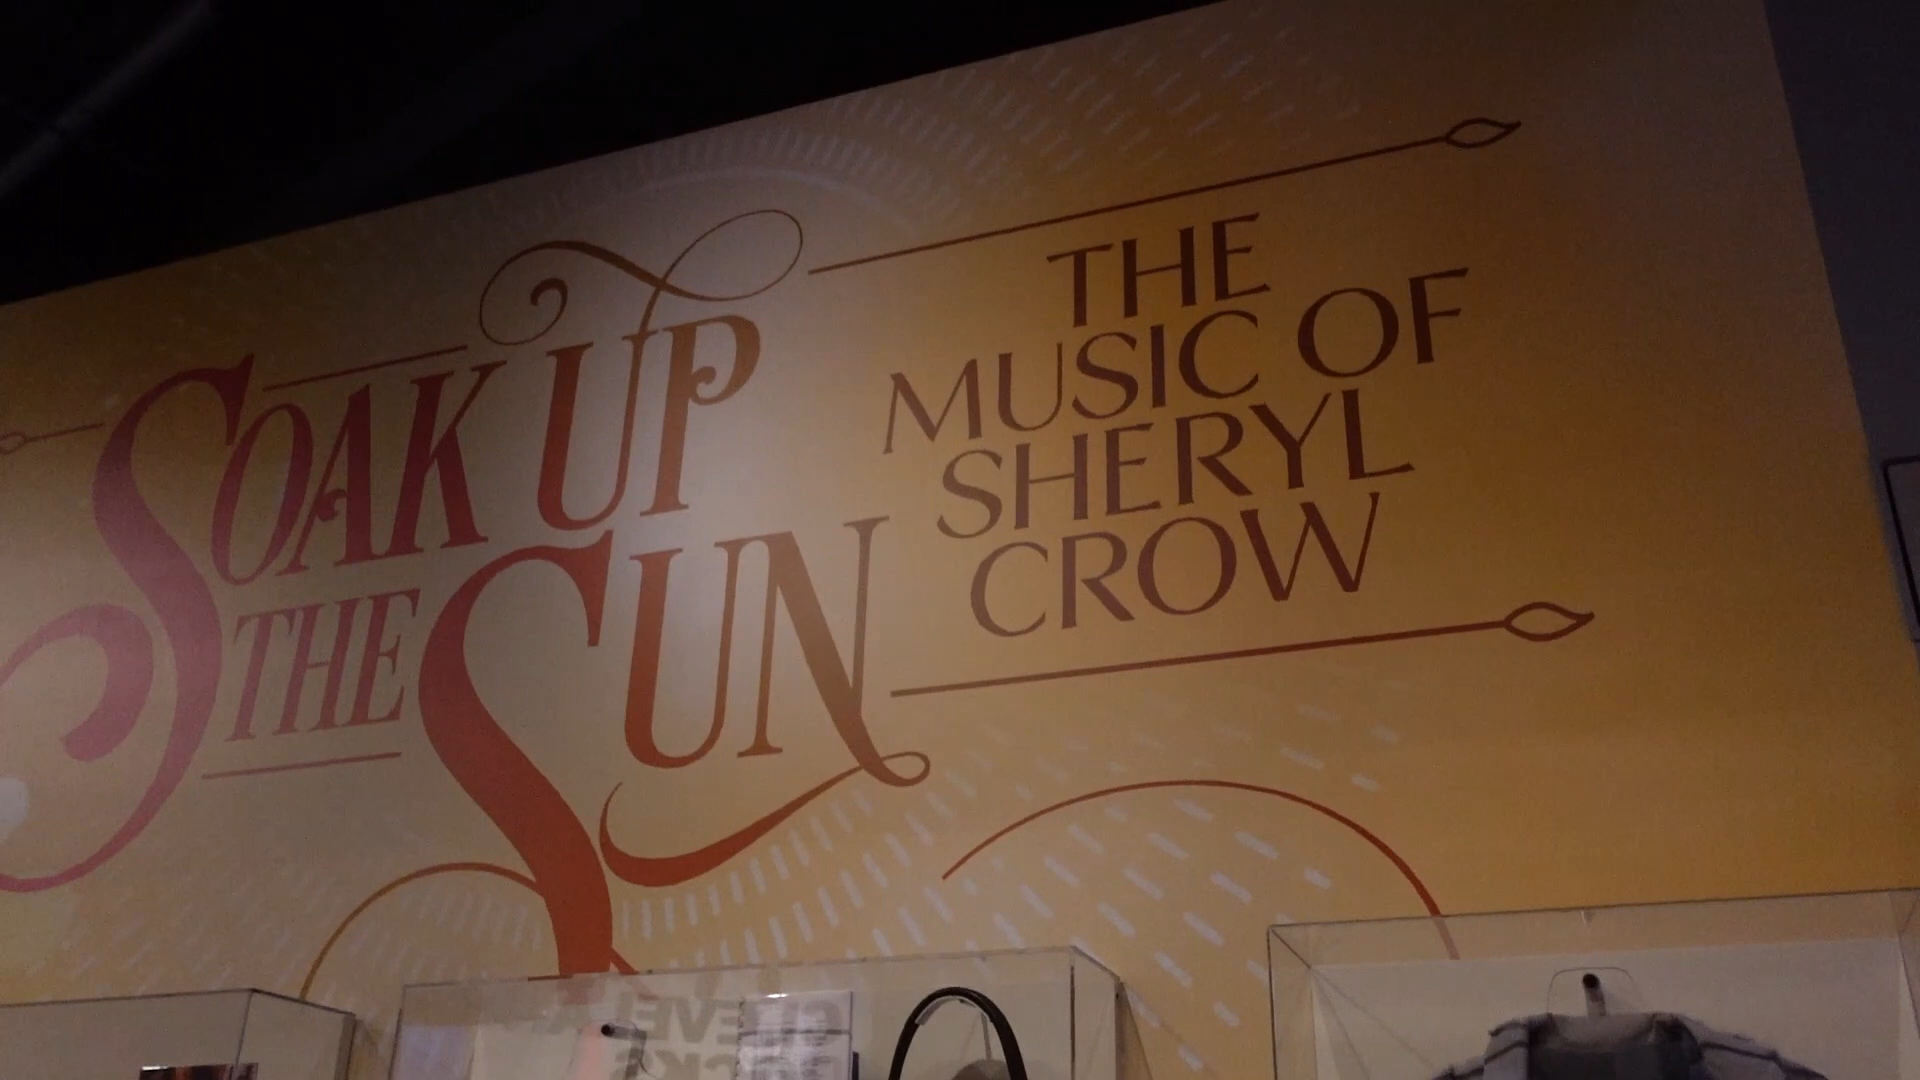 SOAK UP
THE SUN
THE
MUSIC OF
SHERYL
CROW